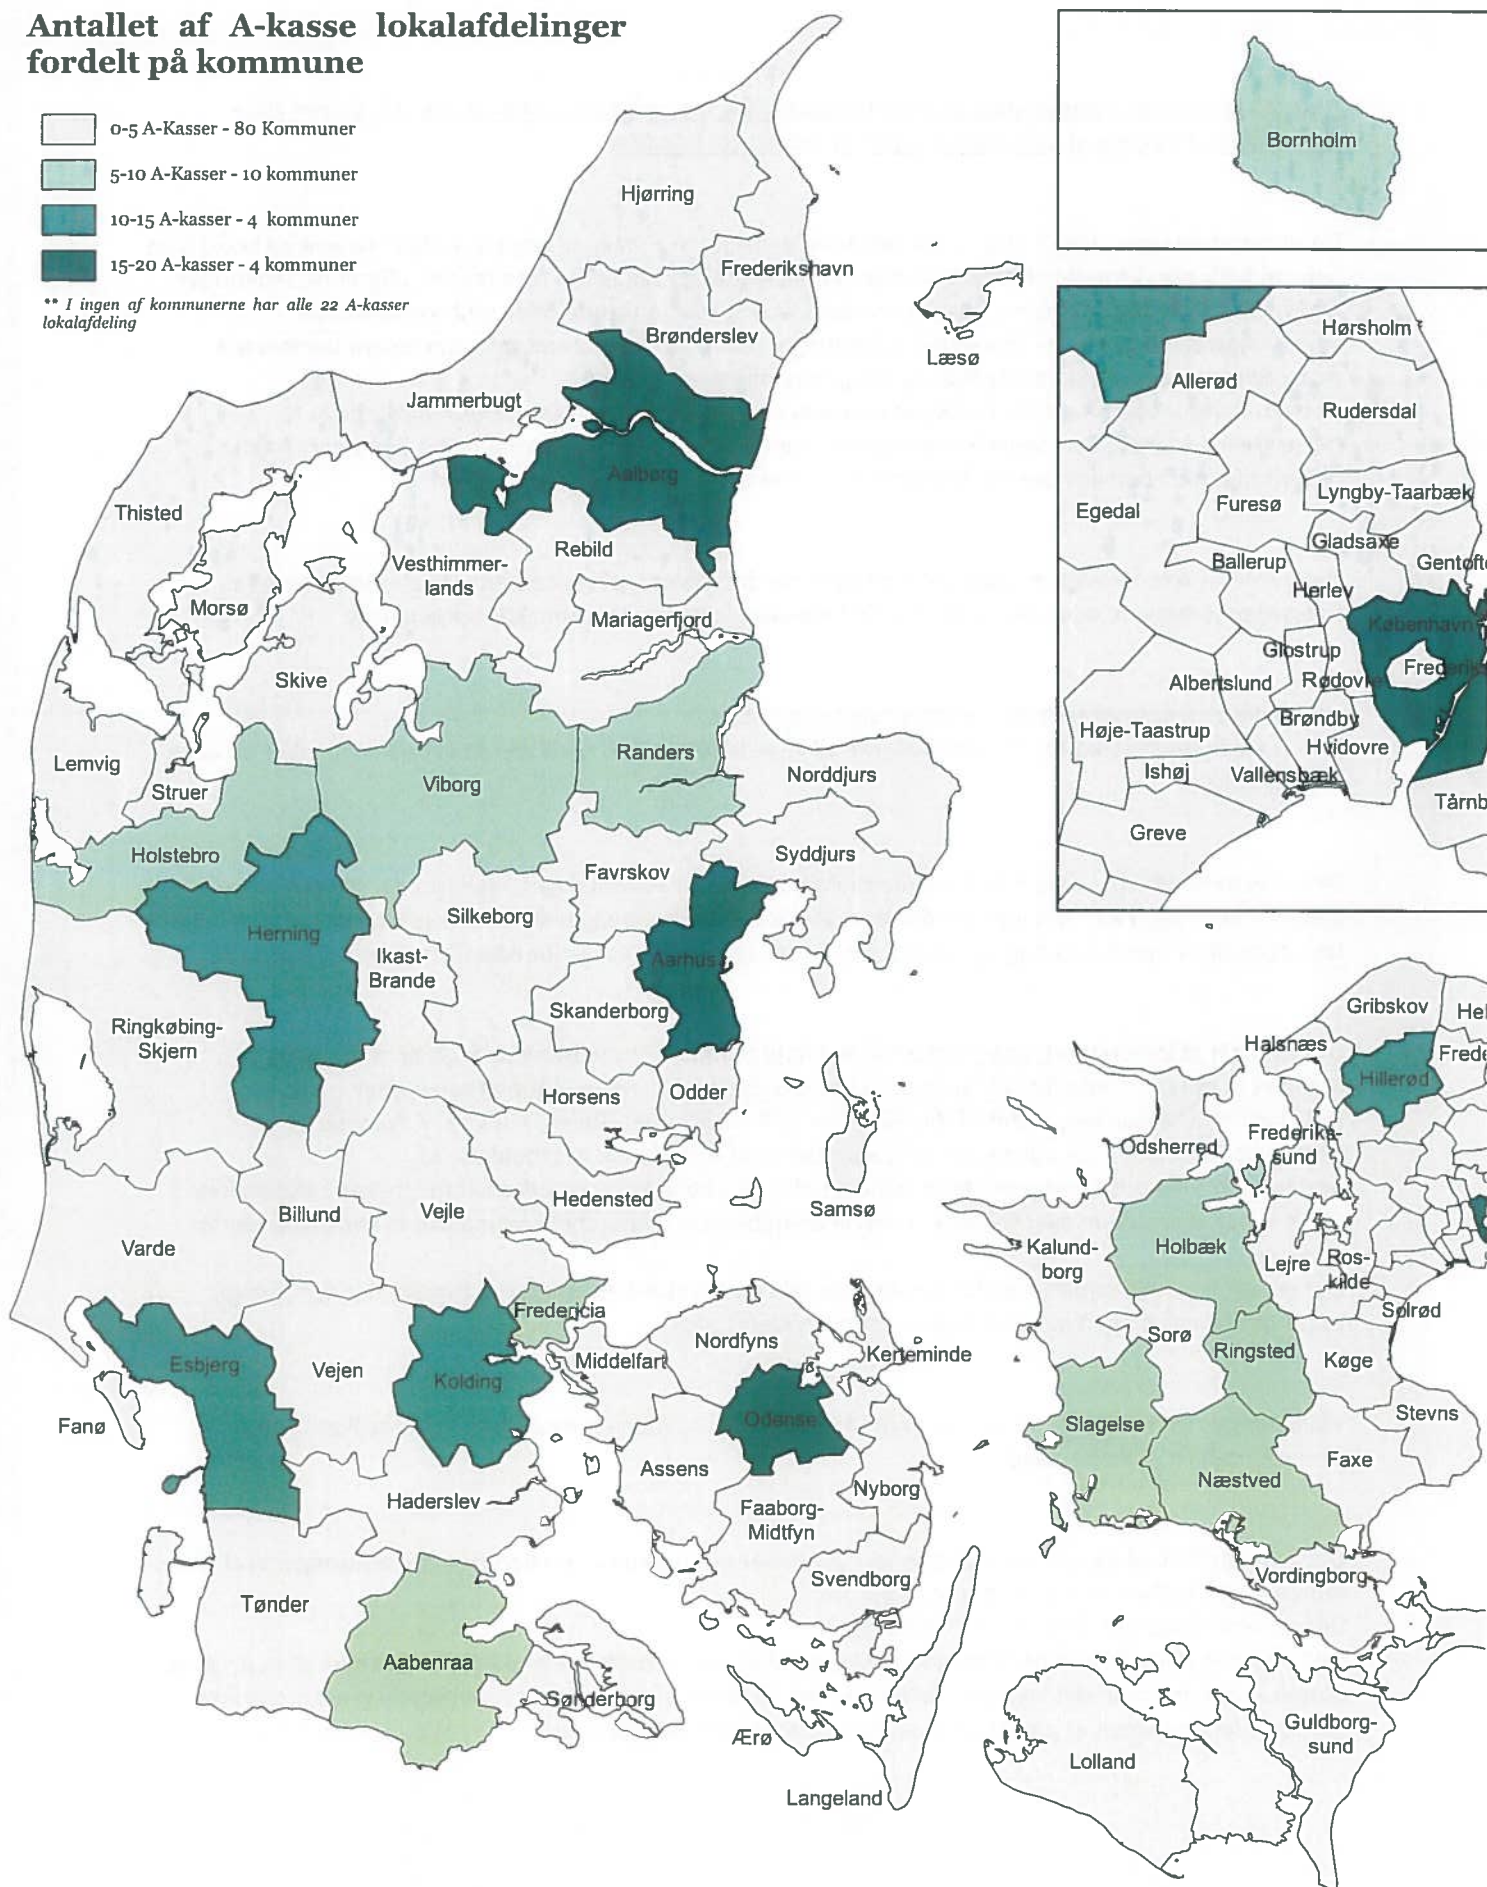 Antallet af A-kasse lokalafdelinger
fordelt på kommune
0-5 A-Kasser - 80 Kommuner
5-10 A-Kasser - 10 kommuner
10-15 A-kasser - 4 kommuner
15-20 A-kasser - 4 kommuner
** I ingen af kommunerne har alle 22 A-kasser
lokalafdeling
Bornholm
Hjørring
Frederikshavn
Brønderslev
Læsø
Jammerbugt
Aalborg
Thisted
Vesthimmer-
lands
Rebild
Morsø
Mariagerfjord
Skive
Lemvig
Struer
Viborg
Randers
Norddjurs
Holstebro
Favrskov
Syddjurs
Herning
Silkeborg
Ikast-
Brande
Aarhus
Ringkøbing-
Skjern
Skanderborg
Horsens
Odder
Hedensted
Samsø
Billund
Vejle
Varde
Fredericia
Esbjerg
Vejen
Kolding
Middelfart
Nordfyns
Kerteminde
Fanø
Odense
Assens
Haderslev
Nyborg
Faaborg-
Midtfyn
Svendborg
Tønder
Aabenraa
Sønderborg
Ærø
Langeland
Hørsholm
Allerød
Rudersdal
Egedal
Furesø
Lyngby-Taarbæk
Gladsaxe
Ballerup
Gentofte
Herlev
København
Glostrup
Frederiks
Albertslund
Rødovre
Høje-Taastrup
Brøndby
Hvidovre
Ishøj
Vallensbæk
Tårnb
Greve
Gribskov
Hel
Halsnæs
Frede
Hillerød
Odsherred
Frederiks-
sund
Kalund-
borg
Holbæk
Lejre
Ros-
kilde
Solrød
Sorø
Ringsted
Køge
Slagelse
Stevns
Faxe
Næstved
Vordingborg
Guldborg-
sund
Lolland